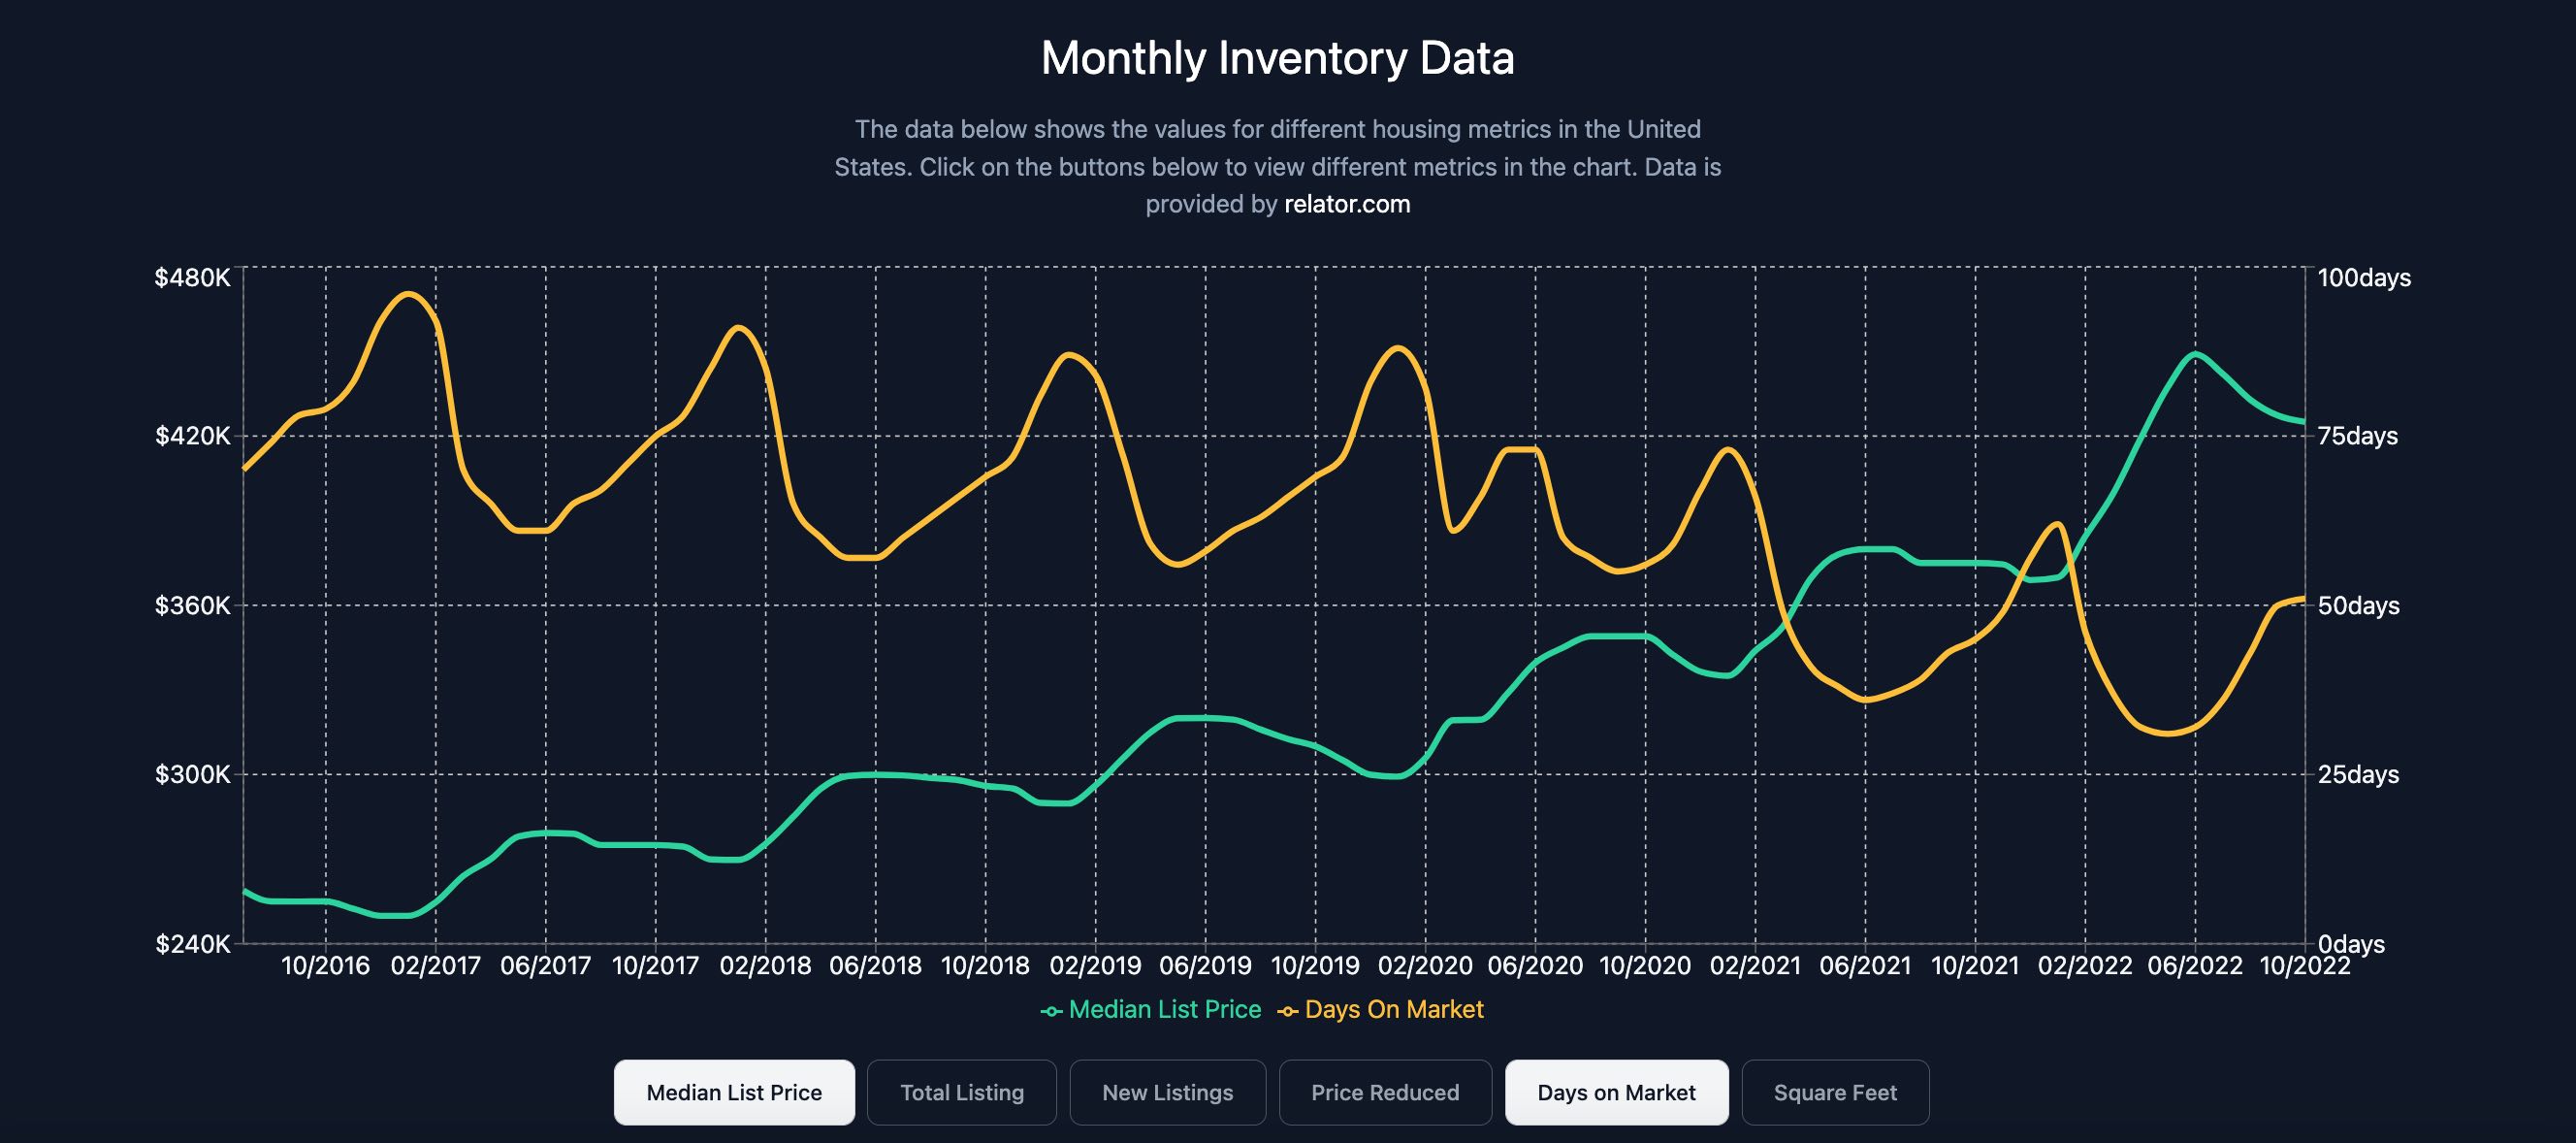 Monthly Inventory Data
The data below shows the values for different housing metrics in the United
States. Click on the buttons below to view different metrics in the chart. Data is
provided by relator.com
$480K
$420K
$360K
$300K
$240K
100days
75days
50days
25days
0days
10/2016 02/2017 06/2017 10/2017 02/2018 06/2018 10/2018 02/2019 06/2019 10/2019 02/2020 06/2020 10/2020 02/2021 06/2021 10/2021 02/2022 06/2022 10/2022
Median List Price Days On Market
Median List Price Total Listing New Listings Price Reduced Days on Market Square Feet